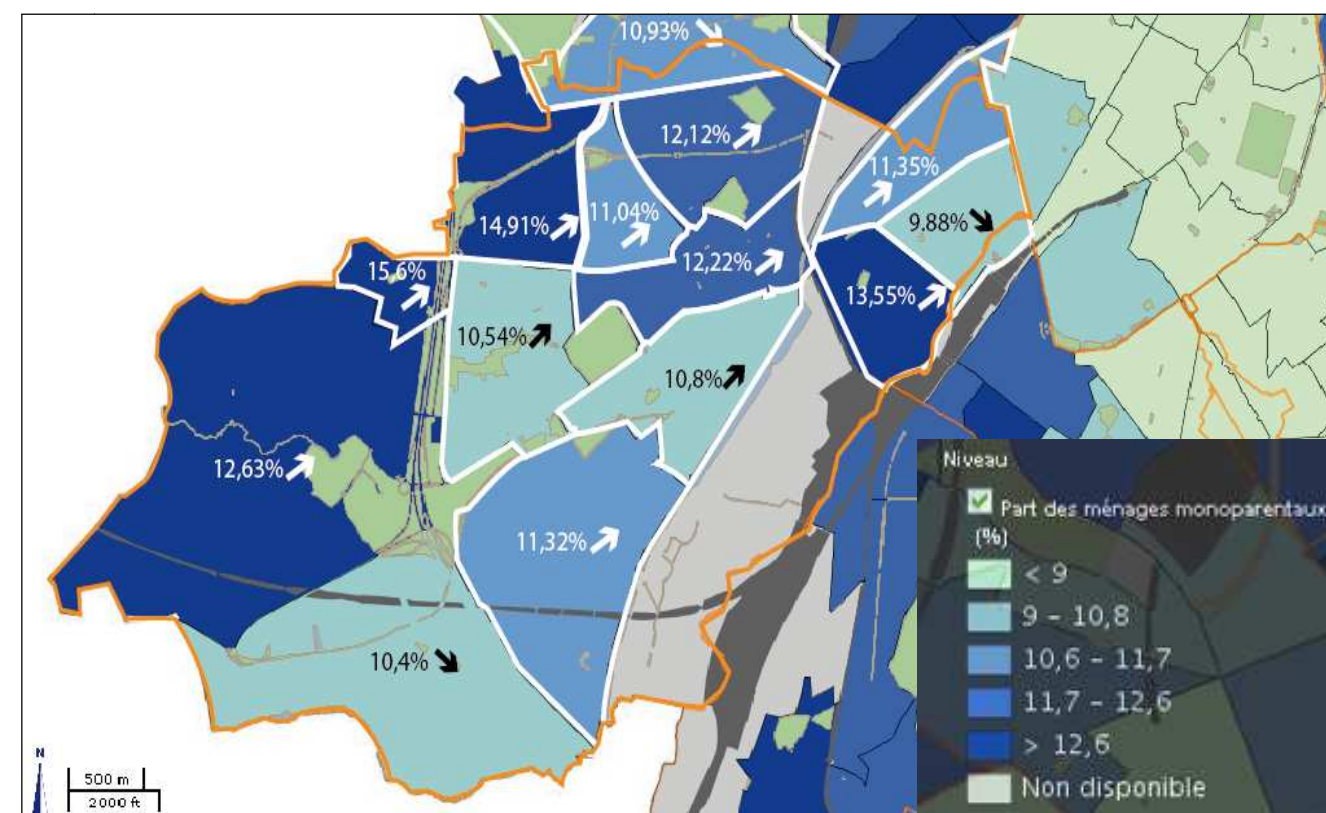 10,93%
12,12%
11,35%
14,91%
11,04%
9.88%
12,22%
15,6%
13,55%
10,54%
10,8%
12,63%
11,32%
10,4%
Niveau
Part des ménages monoparentaux
(%)
< 9
9 - 10,8
10,6 - 11,7
11,7 - 12,6
> 12,6
Non disponible
N
500 m
2000 ft